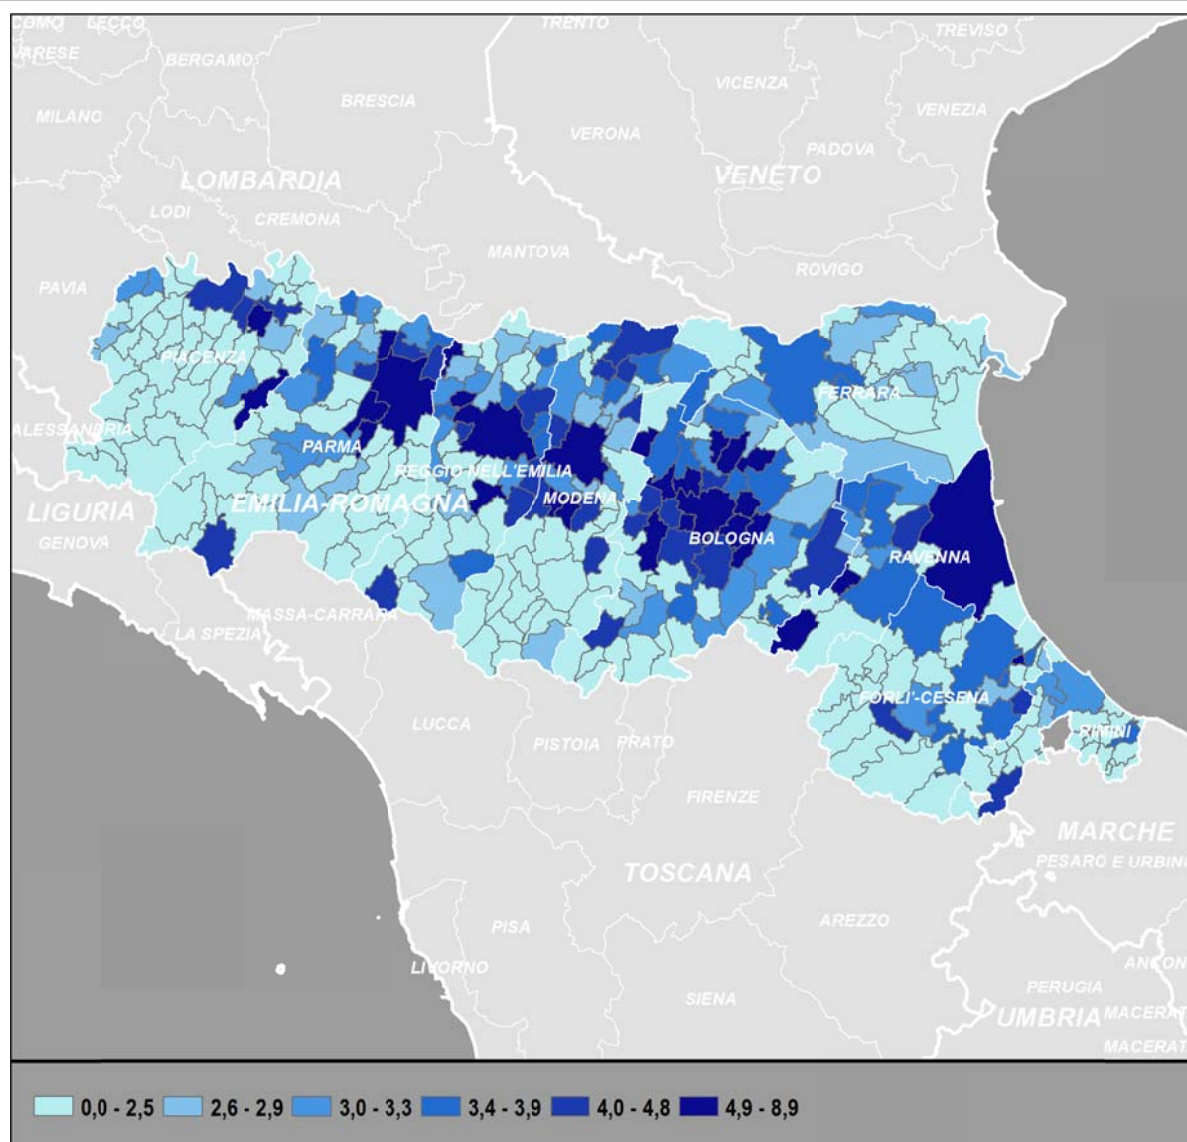 COMO
LECCO
TRENTO
TREVISO
VARESE
BERGAMO
VICENZA
BRESCIA
VENEZIA
MILANO
VERONA
PADOVA
LOMBARDIA
VENETO
LODI
CREMONA
MANTOVA
ROVIGO
PAVIA
PIACENZA
FERRARA
ALESSANDRIA
PARMA
REGGIO NELL'EMILIA
EMILIA-ROMAGNA
MODENA
LIGURIA
GENOVA
BOLOGNA
RAVENNA
MASSA-CARRARA
LA SPEZIA
FORLI'-CESENA
LUCCA
PISTOIA
PRATO
RIMINI
FIRENZE
MARCHE
PESARO E URBINO
TOSCANA
AREZZO
PISA
LIVORNO
ANCON
PERUGIA
SIENA
UMBRIA
MACERAT
MACERAT
0,0 - 2,5 2,6 - 2,9 3,0 - 3,3 3,4 - 3,9 4,0 - 4,8 4,9 - 8,9